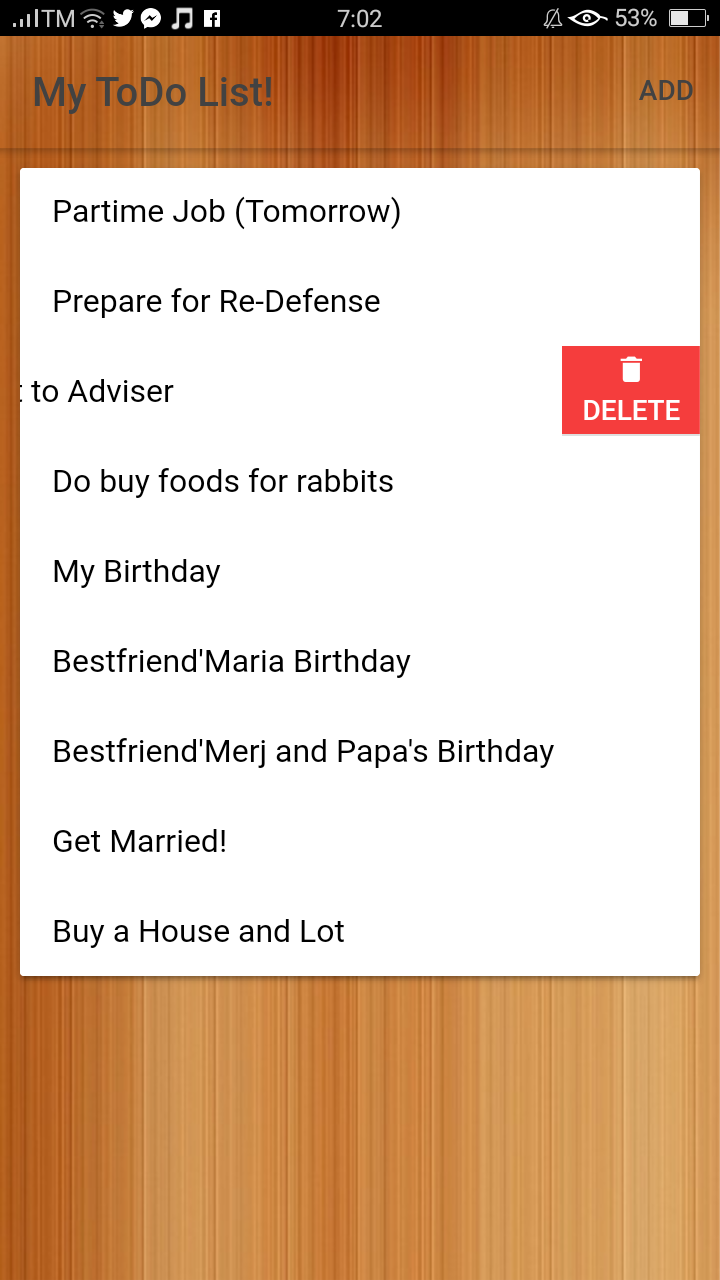 TM 7:02 53%
My ToDo List! ADD
Partime Job (Tomorrow)
Prepare for Re-Defense
to Adviser
DELETE
Do buy foods for rabbits
My Birthday
Bestfriend'Maria Birthday
Bestfriend'Merj and Papa's Birthday
Get Married!
Buy a House and Lot